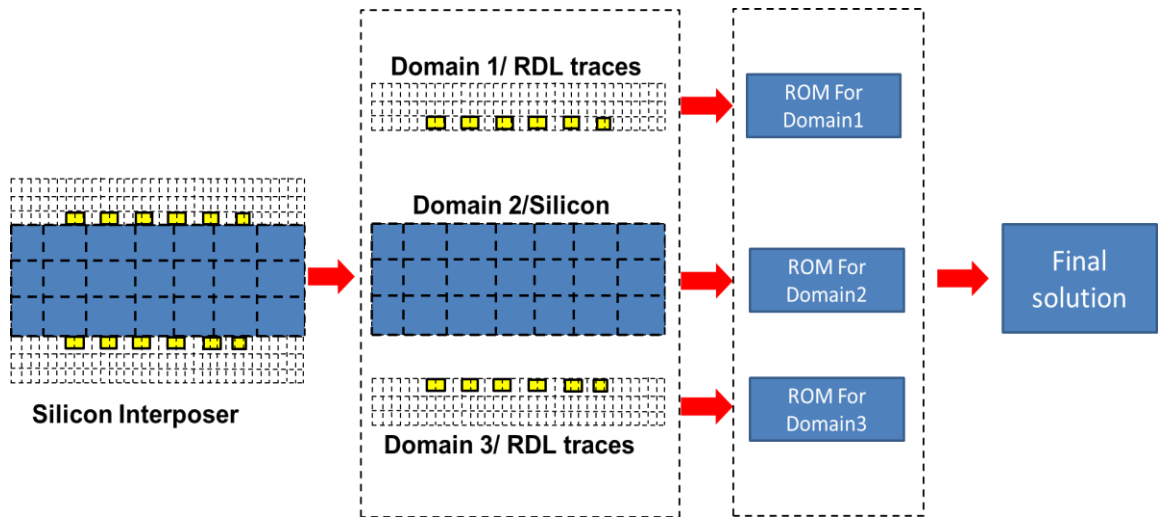 Domain 1/ RDL traces
ROM For
Domain1
Domain 2/Silicon
ROM For
Domain2
Final
solution
Silicon Interposer
Domain 3/ RDL traces
ROM For
Domain3